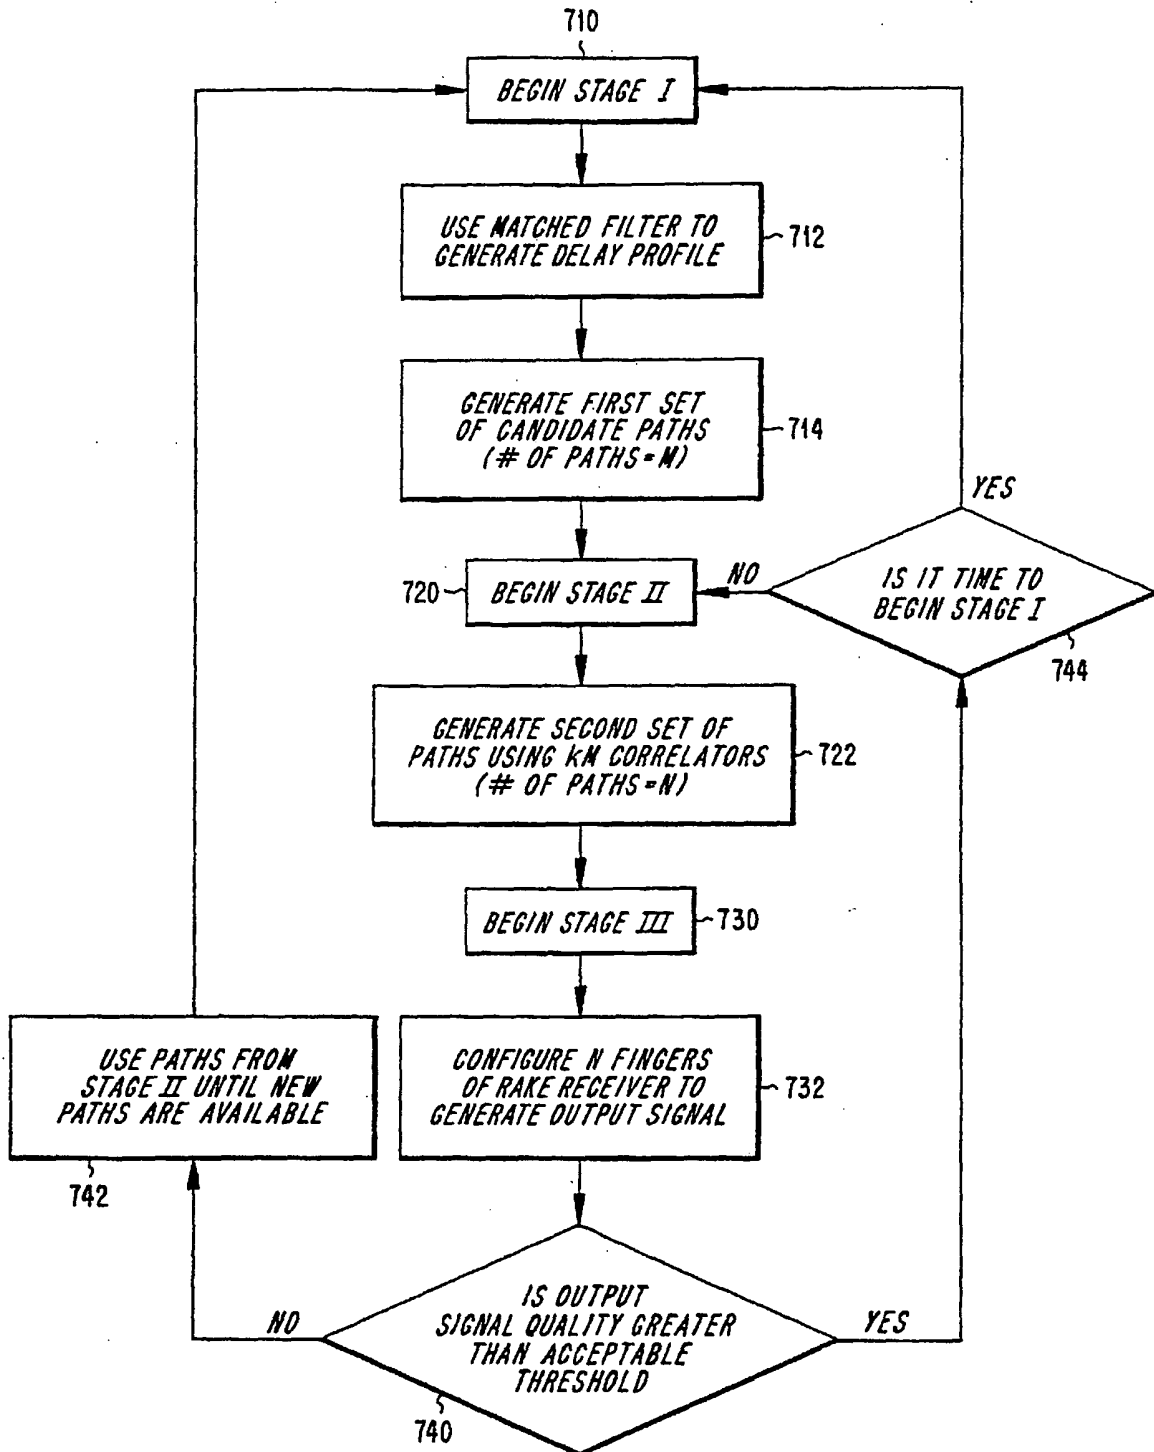 710
BEGIN STAGE I
USE MATCHED FILTER TO
GENERATE DELAY PROFILE
712
GENERATE FIRST SET
OF CANDIDATE PATHS
(# OF PATHS=M)
714
YES
IS IT TIME TO
BEGIN STAGE I
744
NO
720
BEGIN STAGE II
GENERATE SECOND SET OF
PATHS USING kM CORRELATORS
(# OF PATHS=N)
722
BEGIN STAGE III
730
USE PATHS FROM
STAGE II UNTIL NEW
PATHS ARE AVAILABLE
742
CONFIGURE N FINGERS
OF RAKE RECEIVER TO
GENERATE OUTPUT SIGNAL
732
NO
IS OUTPUT
SIGNAL QUALITY GREATER
THAN ACCEPTABLE
THRESHOLD
YES
740